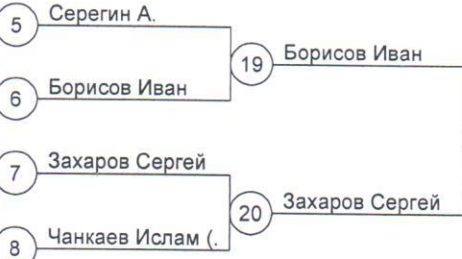 5 Серегин А.
19 Борисов Иван
6 Борисов Иван
7 Захаров Сергей
20 Захаров Сергей
8 Чанкаев Ислам (.